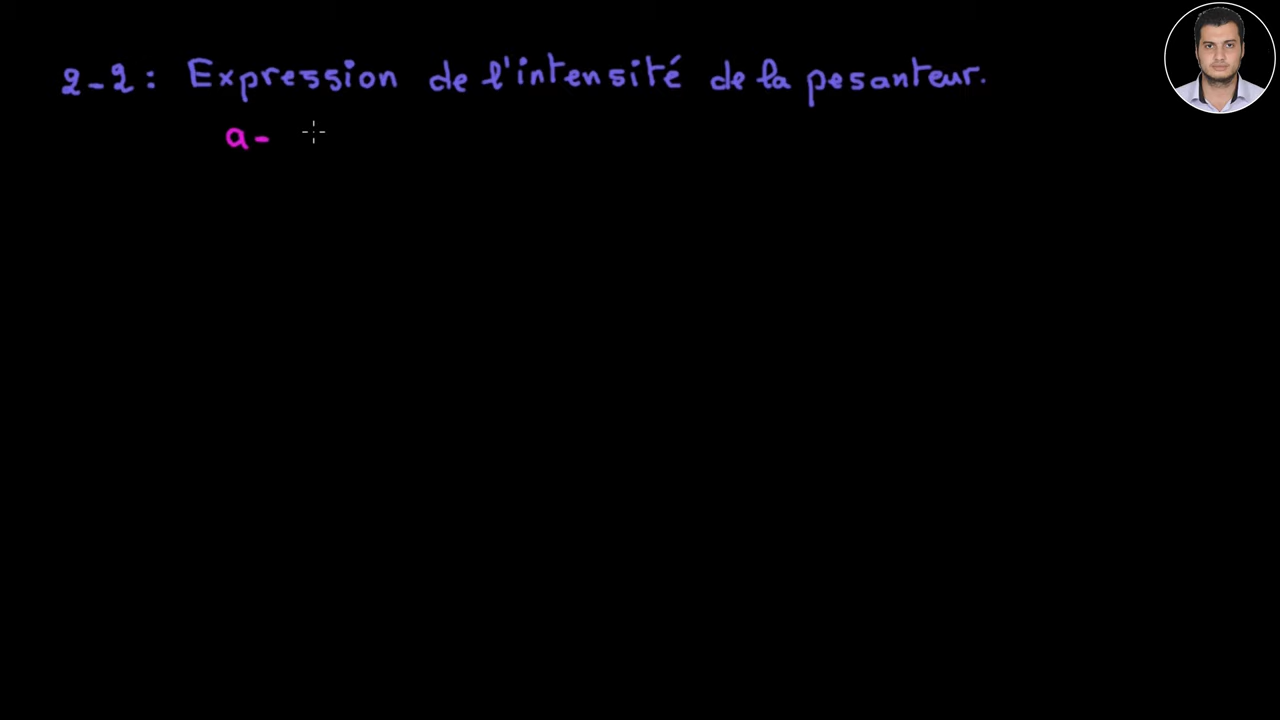 2-2: Expression de l'intensité de la pesanteur.
a-